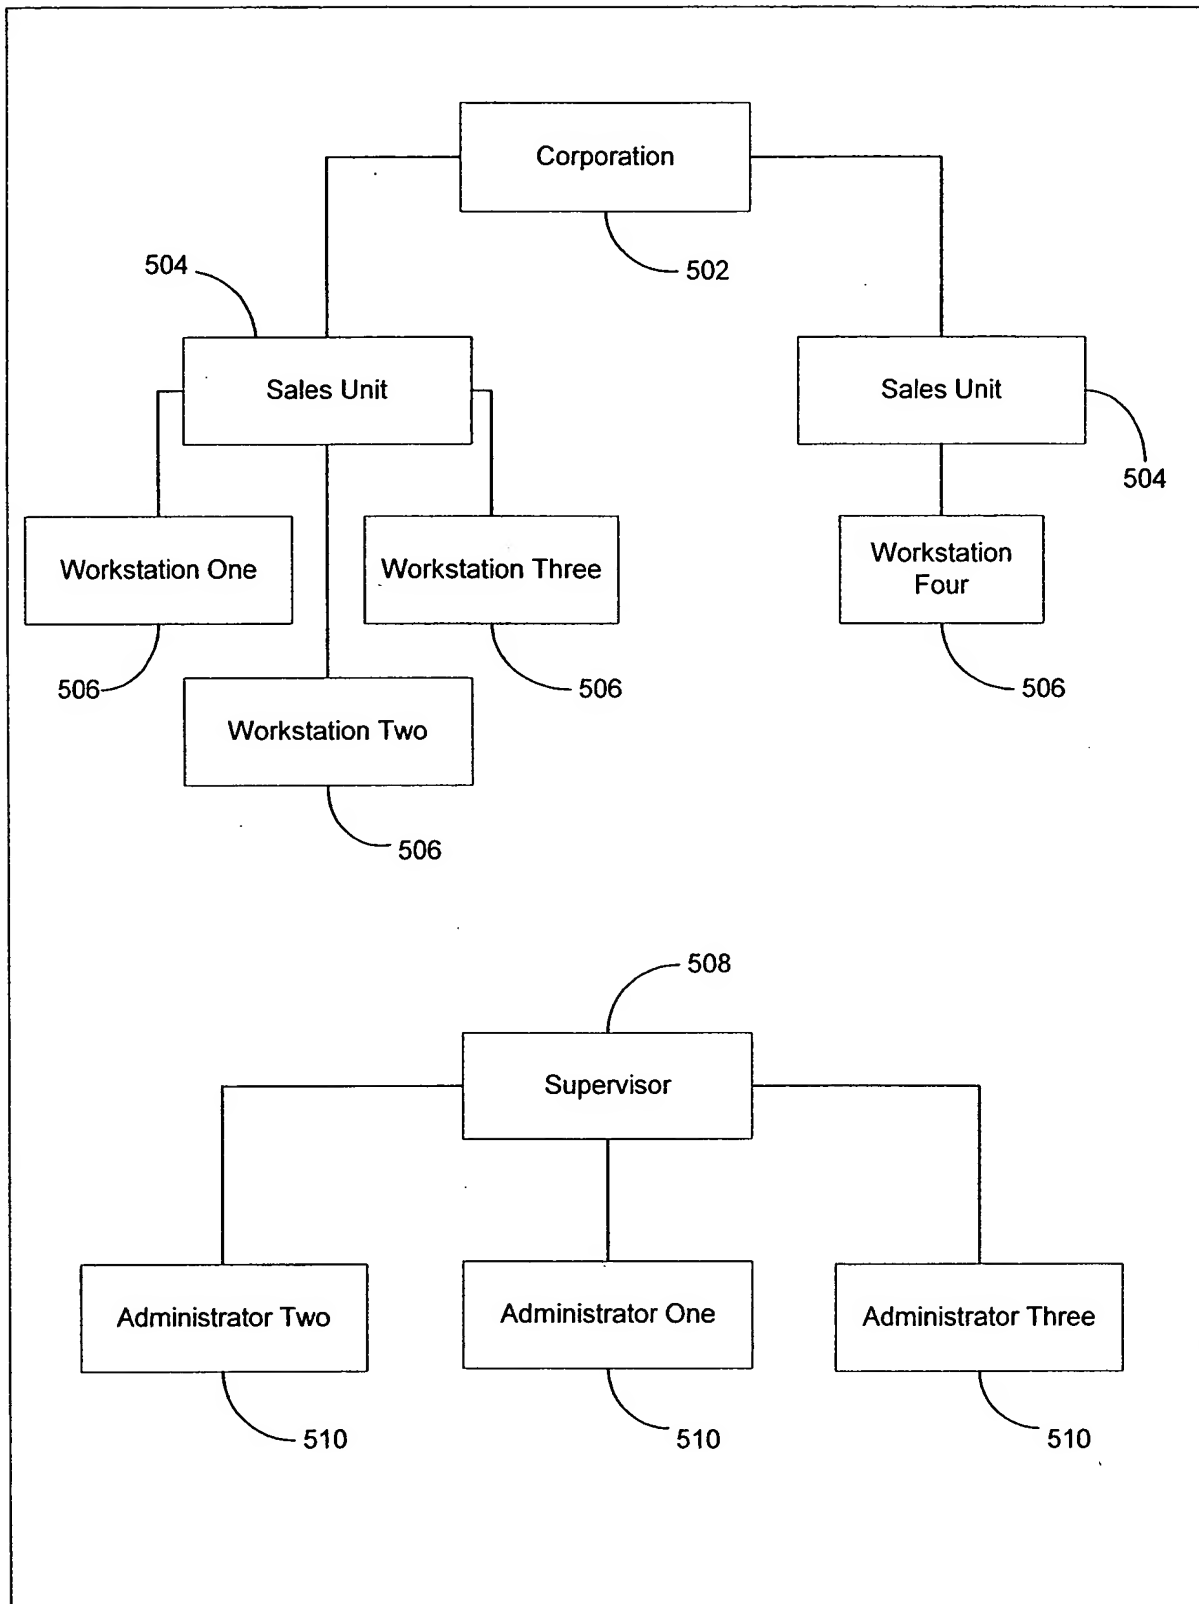 Corporation
502
504
Sales Unit
Sales Unit
504
Workstation One
Workstation Three
Workstation
Four
506
506
506
Workstation Two
506
508
Supervisor
Administrator Two
Administrator One
Administrator Three
510
510
510